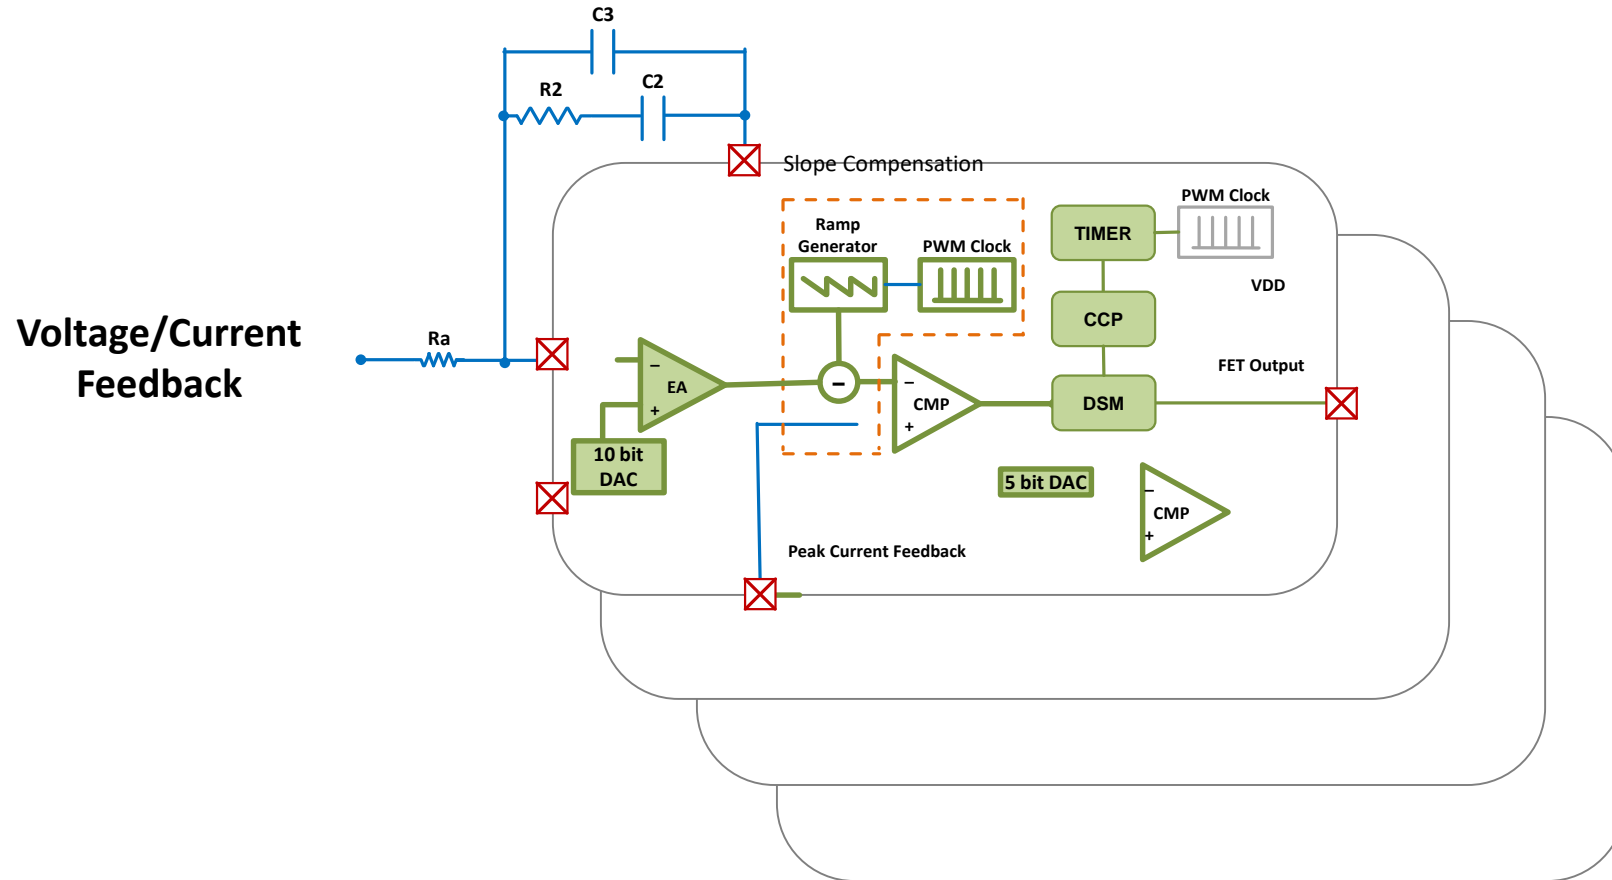 C3
R2
C2
Slope Compensation
PWM Clock
Ramp
Generator
PWM Clock
TIMER
VDD
CCP
Voltage/Current
Feedback
Ra
–
EA
+
-
–
CMP
+
DSM
FET Output
10 bit
DAC
5 bit DAC
–
CMP
+
Peak Current Feedback